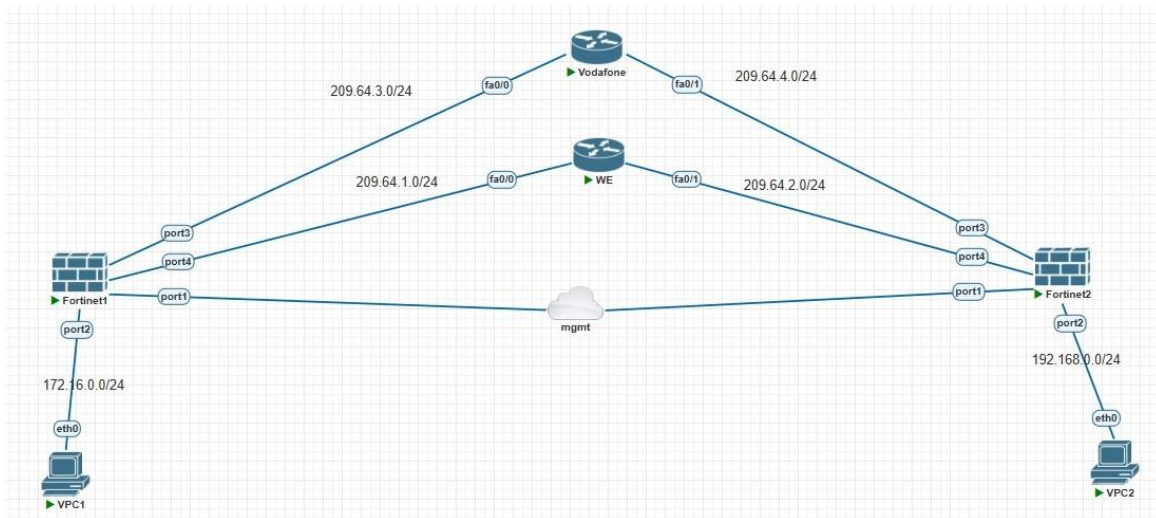 Vodafone
fa0/0
fa0/1
209.64.3.0/24
209.64.4.0/24
WE
fa0/0
fa0/1
209.64.1.0/24
209.64.2.0/24
port3
port4
port1
Fortinet1
port2
mgmt
port3
port4
port1
Fortinet2
port2
172.16.0.0/24
192.168.0.0/24
eth0
eth0
VPC1
VPC2